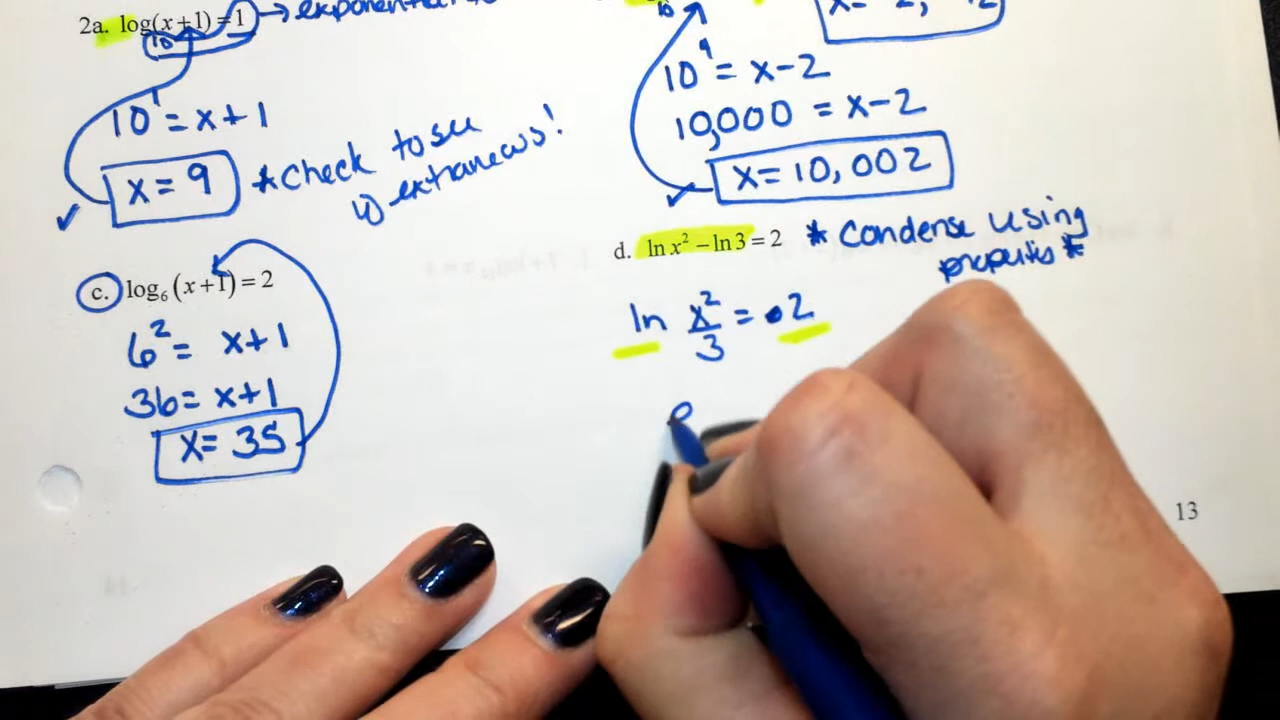 2a. log(x+1) = 1 →
10
10¹ = x+1
x = 9 *Check to see
if extraneous!
10
10⁴ = x-2
10,000 = x-2
x = 10,002
c. log₆(x+1) = 2
6² = x+1
36 = x+1
x = 35
d. ln x² − ln 3 = 2 * Condense using
properties *
ln x²/3 = 2
e
13